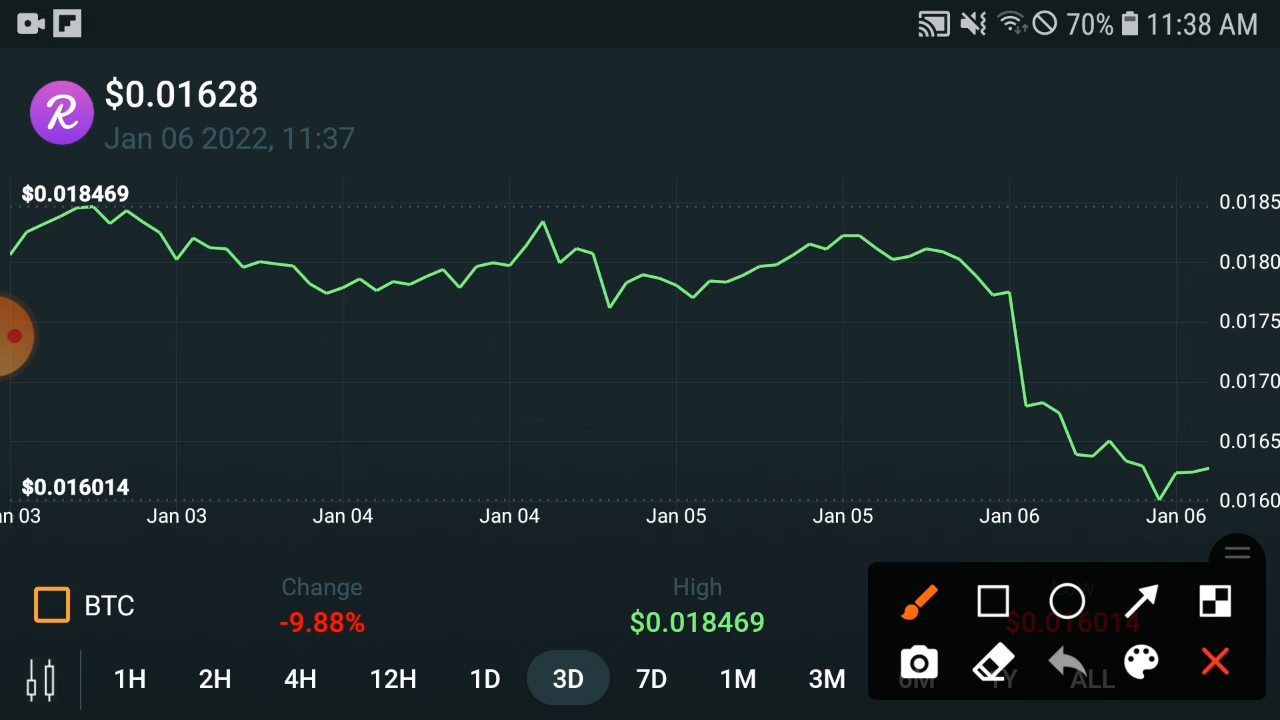 70% 11:38 AM
R
$0.01628
Jan 06 2022, 11:37
$0.018469
0.0185
0.0180
0.0175
0.0170
0.0165
$0.016014
0.0160
n 03 Jan 03 Jan 04 Jan 04 Jan 05 Jan 05 Jan 06 Jan 06
BTC
Change High
-9.88% $0.018469 $0.016014
1H 2H 4H 12H 1D 3D 7D 1M 3M 6M 1Y ALL